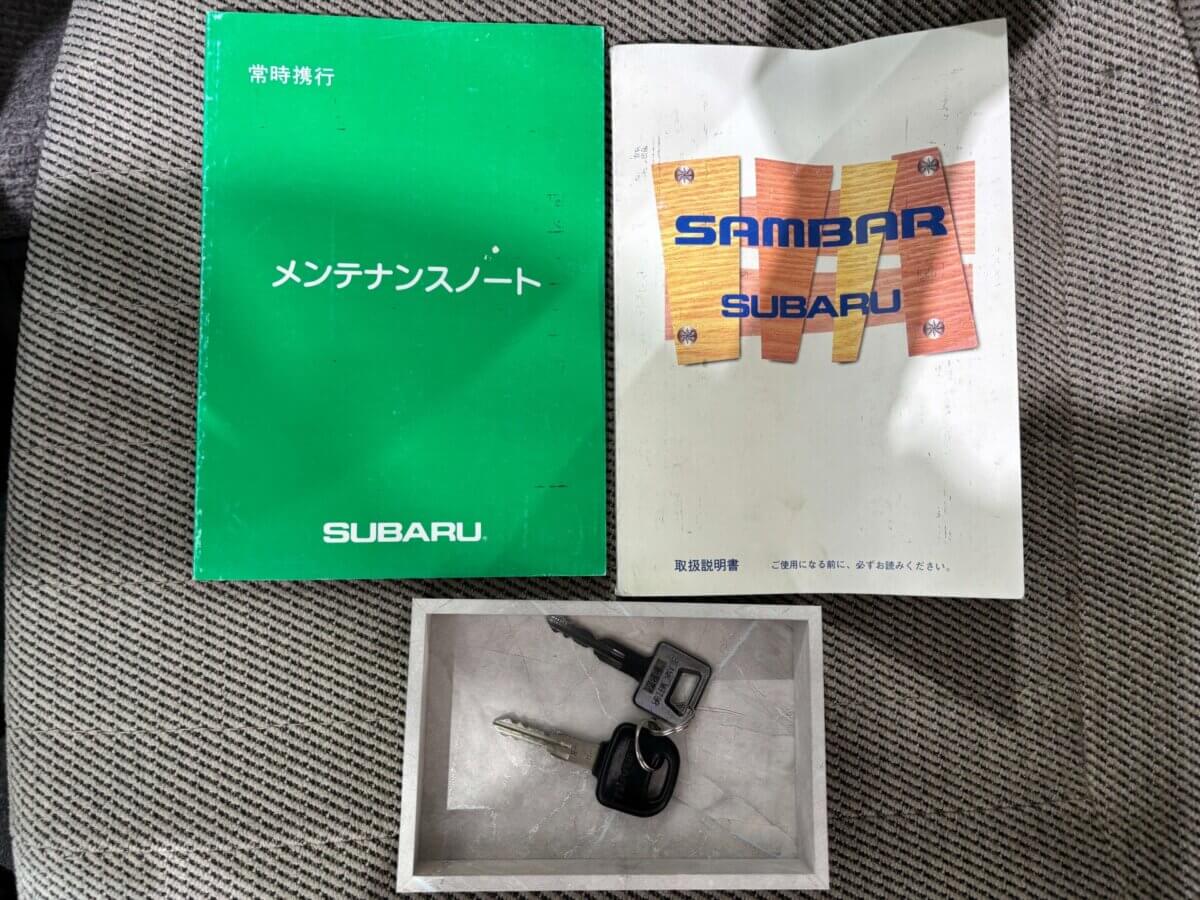 常時携行
メンテナンスノート
SUBARU
SAMBAR
SUBARU
取扱説明書 ご使用になる前に、必ずお読みください。